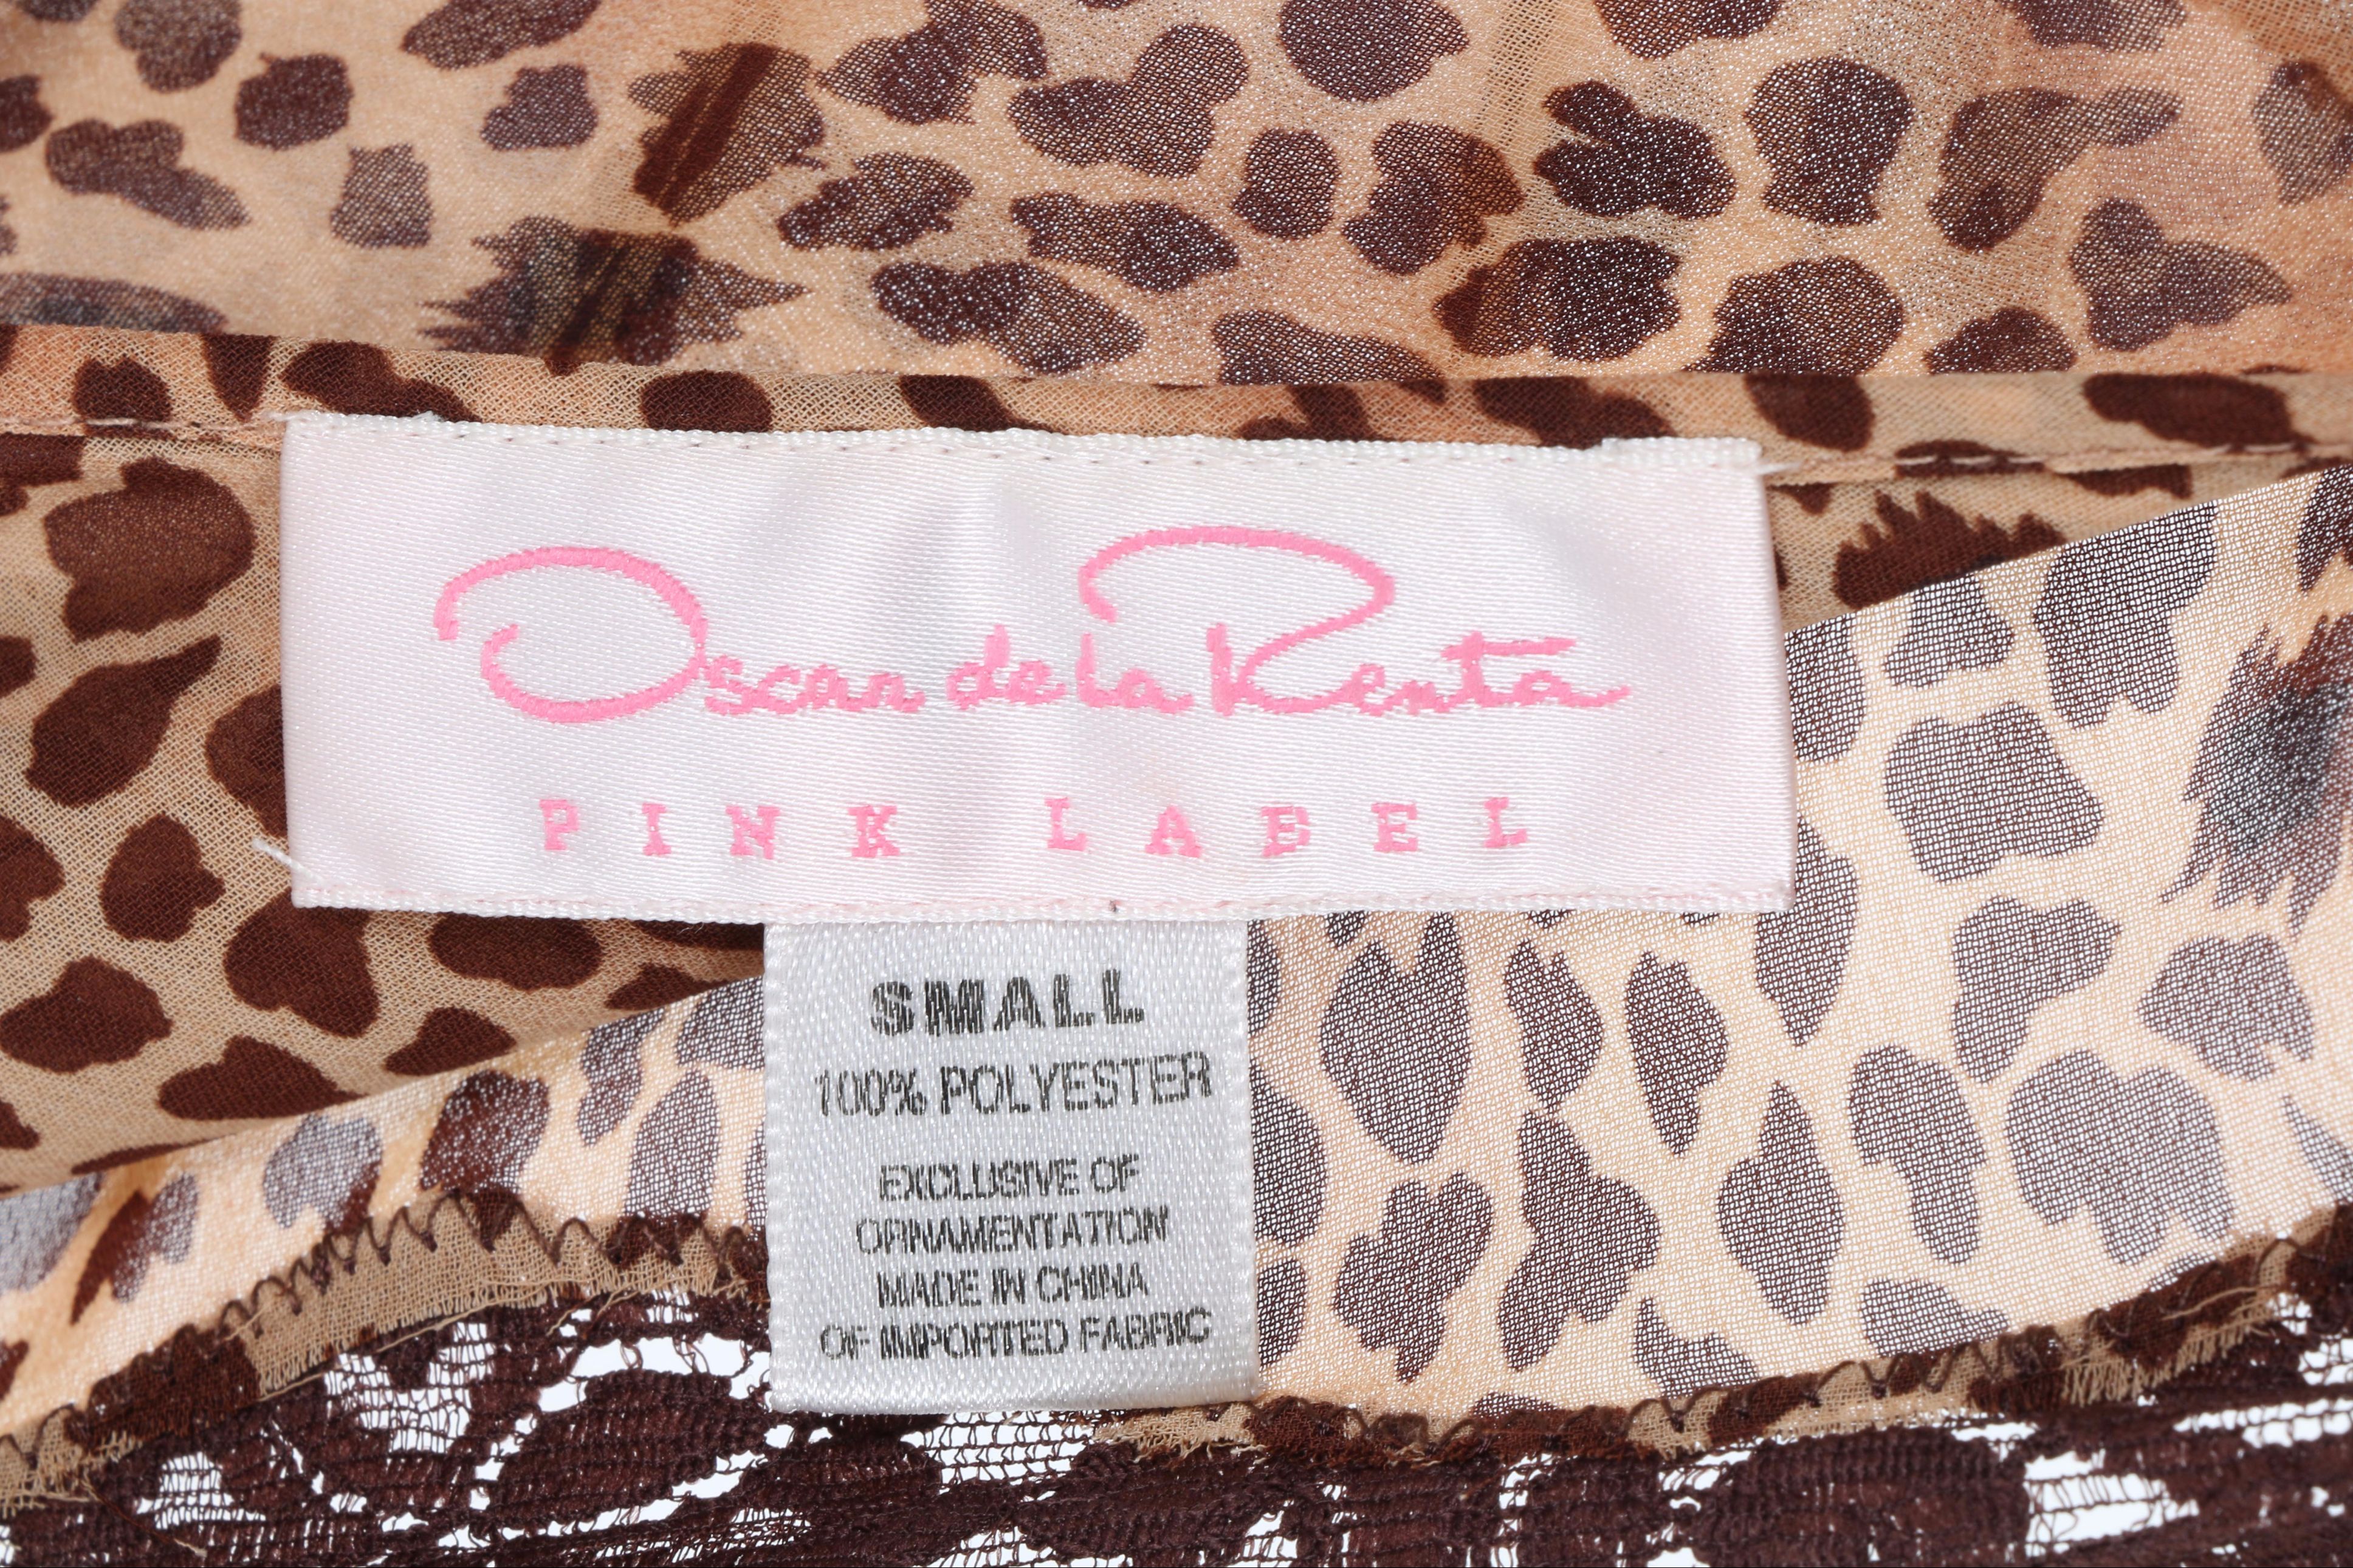 Oscar de la Renta
PINK LABEL
SMALL
100% POLYESTER
EXCLUSIVE OF
ORNAMENTATION
MADE IN CHINA
OF IMPORTED FABRIC